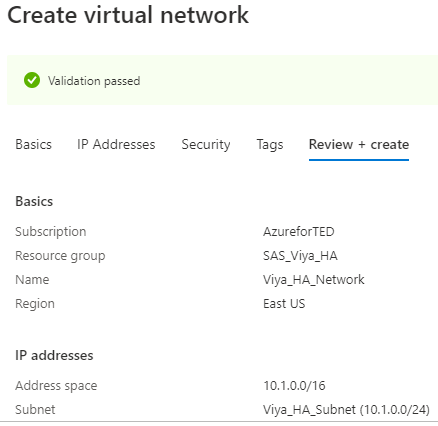 Create virtual network
Validation passed
Basics IP Addresses Security Tags Review + create
Basics
Subscription AzureforTED
Resource group SAS_Viya_HA
Name Viya_HA_Network
Region East US
IP addresses
Address space 10.1.0.0/16
Subnet Viya_HA_Subnet (10.1.0.0/24)